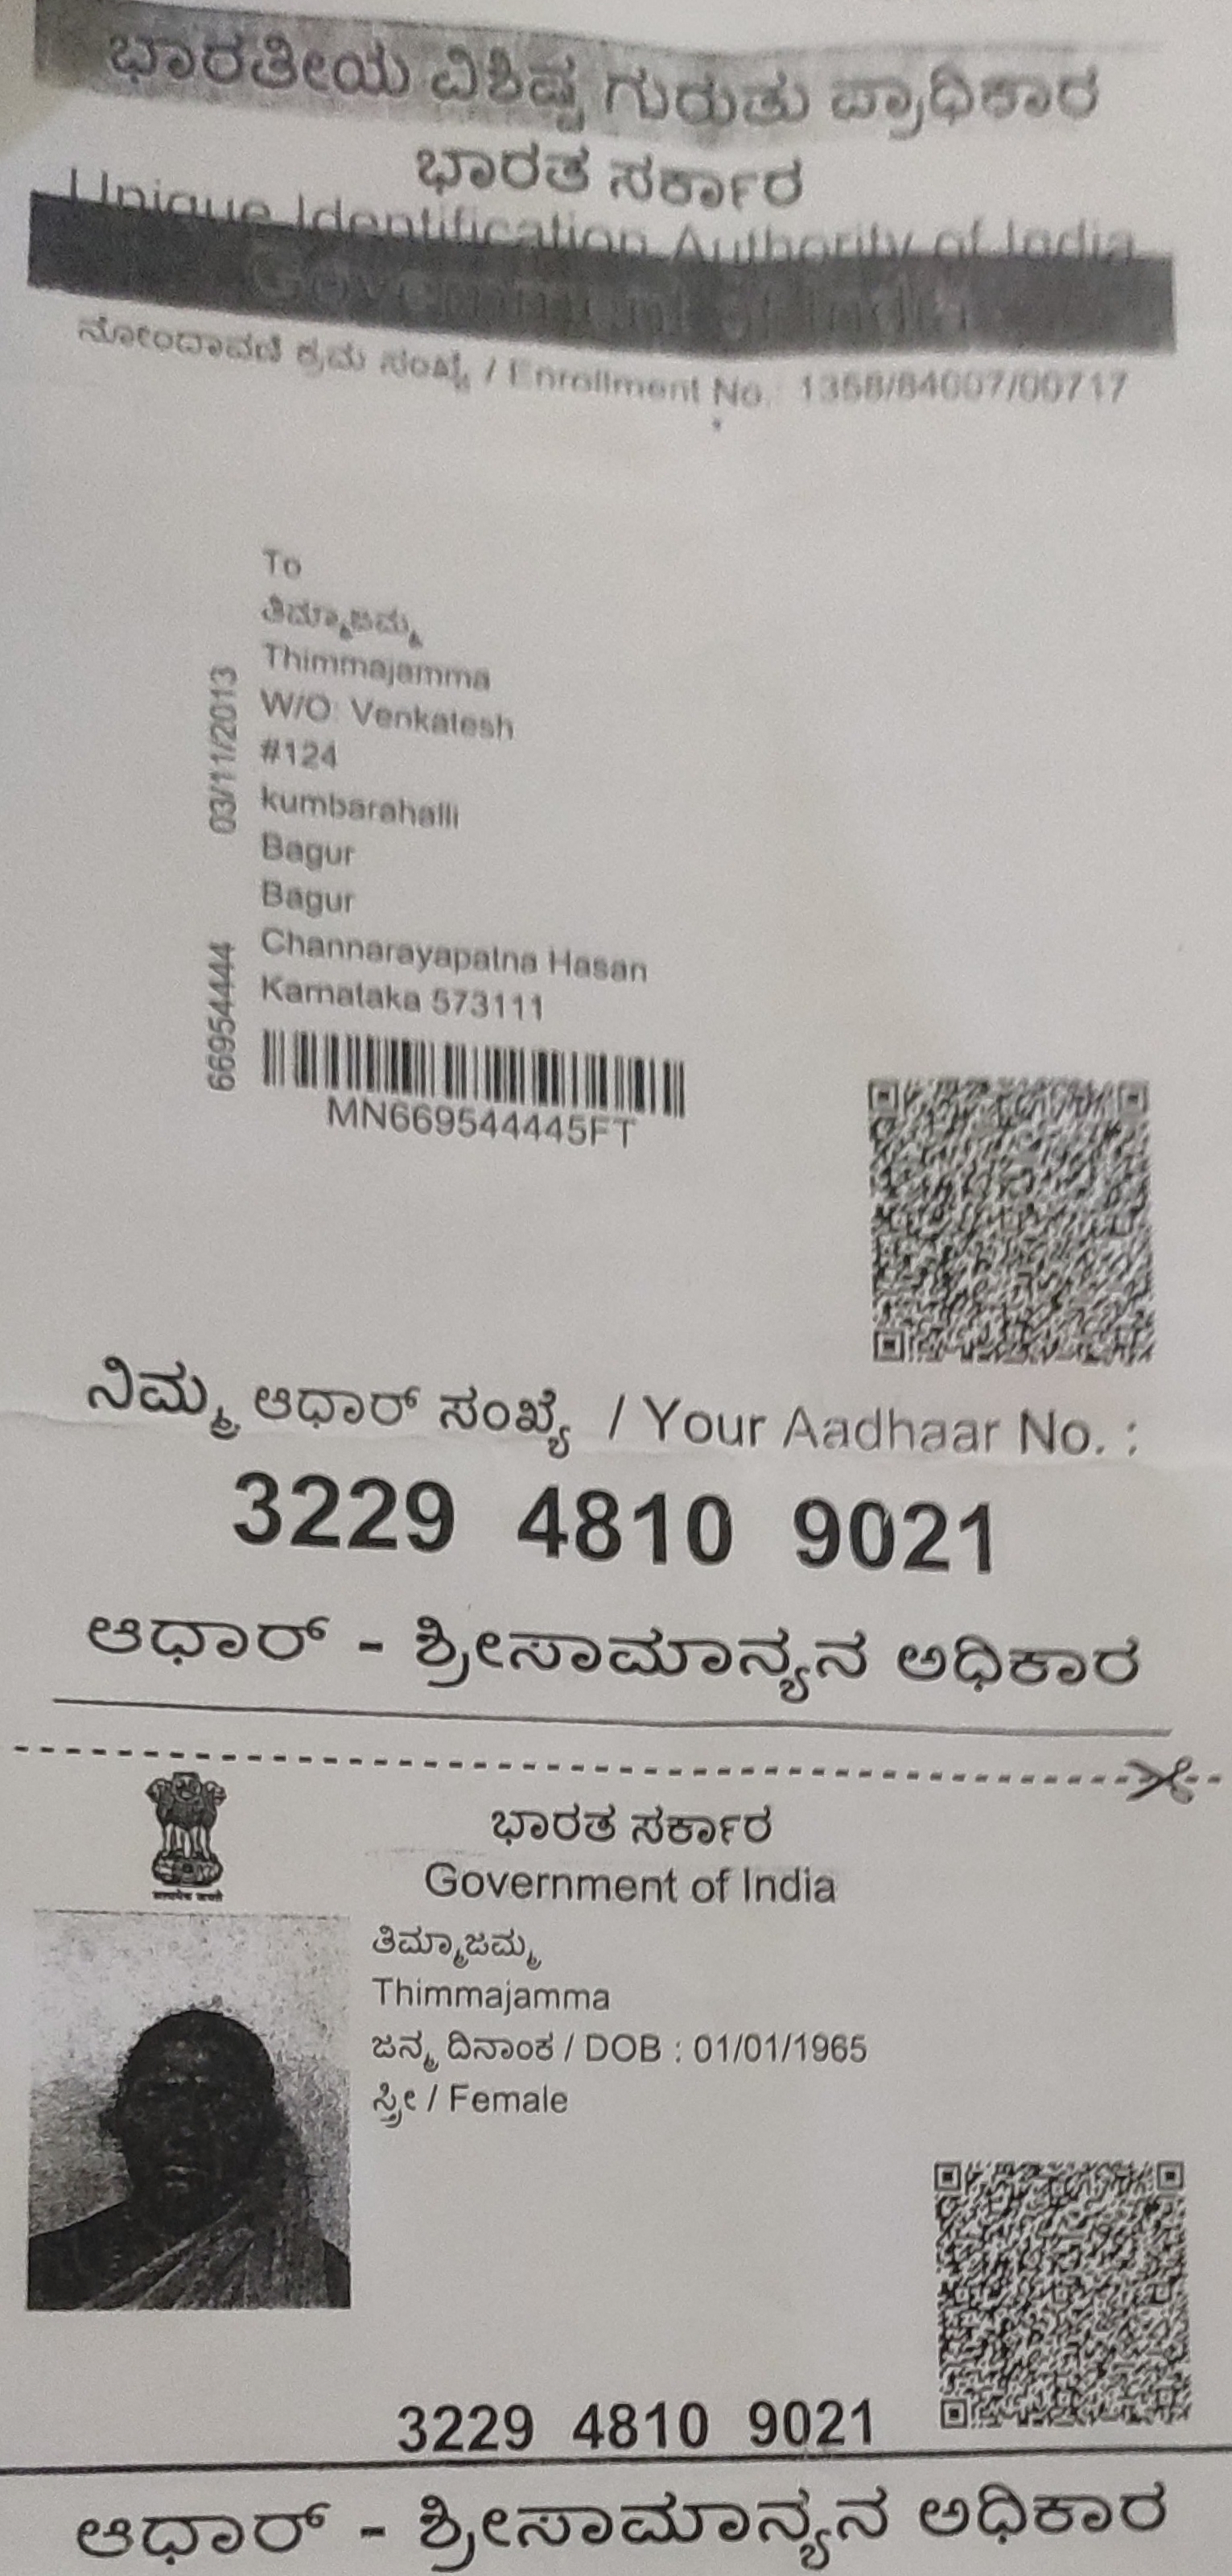 ಭಾರತೀಯ ವಿಶಿಷ್ಟ ಗುರುತು ಪ್ರಾಧಿಕಾರ
ಭಾರತ ಸರ್ಕಾರ
Unique Identification Authority of India
Government of India
ನೋಂದಾವಣೆ ಕ್ರಮ ಸಂಖ್ಯೆ / Enrollment No.: 1358/84007/00717
To
ತಿಮ್ಮಾಜಮ್ಮ
Thimmajamma
W/O: Venkatesh
#124
kumbarahalli
Bagur
Bagur
Channarayapatna Hasan
Karnataka 573111
03/11/2013
66954444
MN669544445FT
ನಿಮ್ಮ ಆಧಾರ್ ಸಂಖ್ಯೆ / Your Aadhaar No. :
3229 4810 9021
ಆಧಾರ್ - ಶ್ರೀಸಾಮಾನ್ಯನ ಅಧಿಕಾರ
ಭಾರತ ಸರ್ಕಾರ
Government of India
ತಿಮ್ಮಾಜಮ್ಮ
Thimmajamma
ಜನ್ಮ ದಿನಾಂಕ / DOB : 01/01/1965
ಸ್ತ್ರೀ / Female
3229 4810 9021
ಆಧಾರ್ - ಶ್ರೀಸಾಮಾನ್ಯನ ಅಧಿಕಾರ